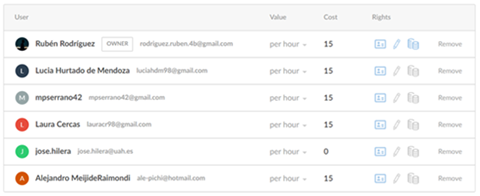 User Value Cost Rights
Rubén Rodríguez OWNER rodriguez.ruben.4b@gmail.com per hour 15 Remove
L Lucia Hurtado de Mendoza luciahdm98@gmail.com per hour 15 Remove
M mpserrano42 mpserrano42@gmail.com per hour 15 Remove
L Laura Cercas lauracr98@gmail.com per hour 15 Remove
J jose.hilera jose.hilera@uah.es per hour 0 Remove
A Alejandro MeijideRaimondi ale-pichi@hotmail.com per hour 15 Remove